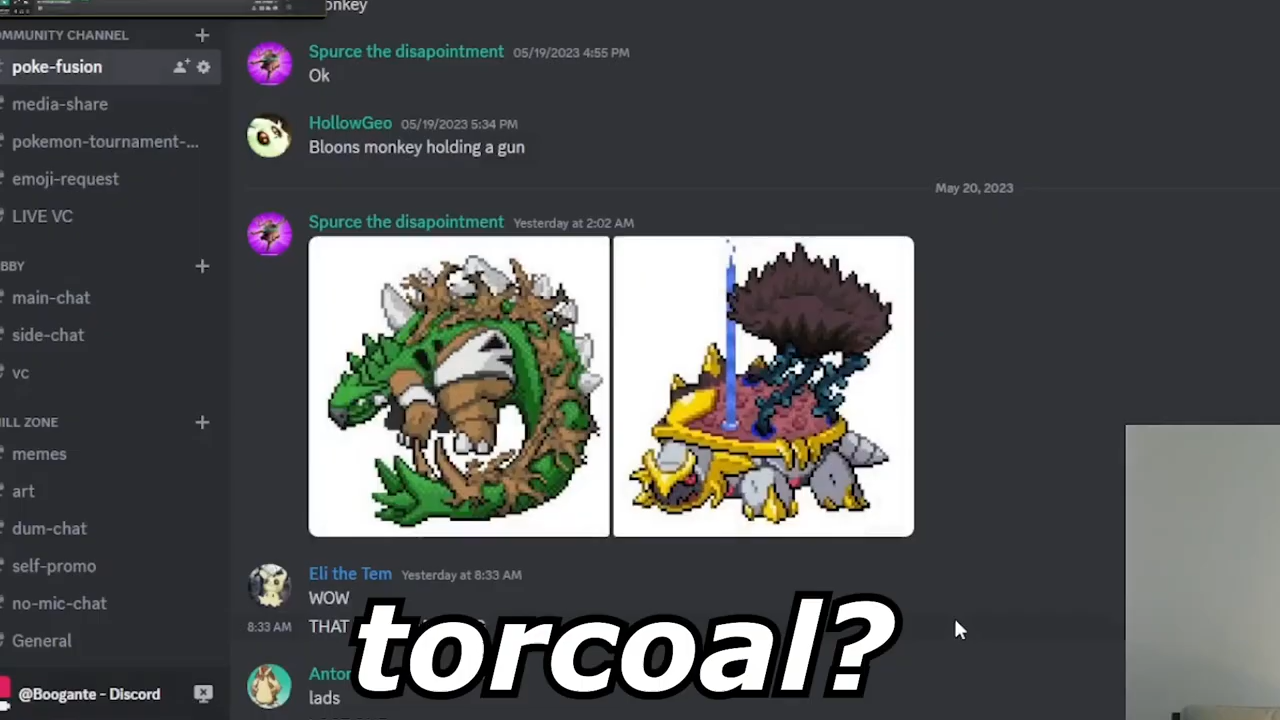 onkey
OMMUNITY CHANNEL
poke-fusion
media-share
pokemon-tournament-...
emoji-request
LIVE VC
BBY
main-chat
side-chat
vc
ILL ZONE
memes
art
dum-chat
self-promo
no-mic-chat
General
@Boogante - Discord
Spurce the disapointment 05/19/2023 4:55 PM
Ok
HollowGeo 05/19/2023 5:34 PM
Bloons monkey holding a gun
May 20, 2023
Spurce the disapointment Yesterday at 2:02 AM
Eli the Tem Yesterday at 8:33 AM
WOW
8:33 AM THAT
torcoal?
Anton
lads